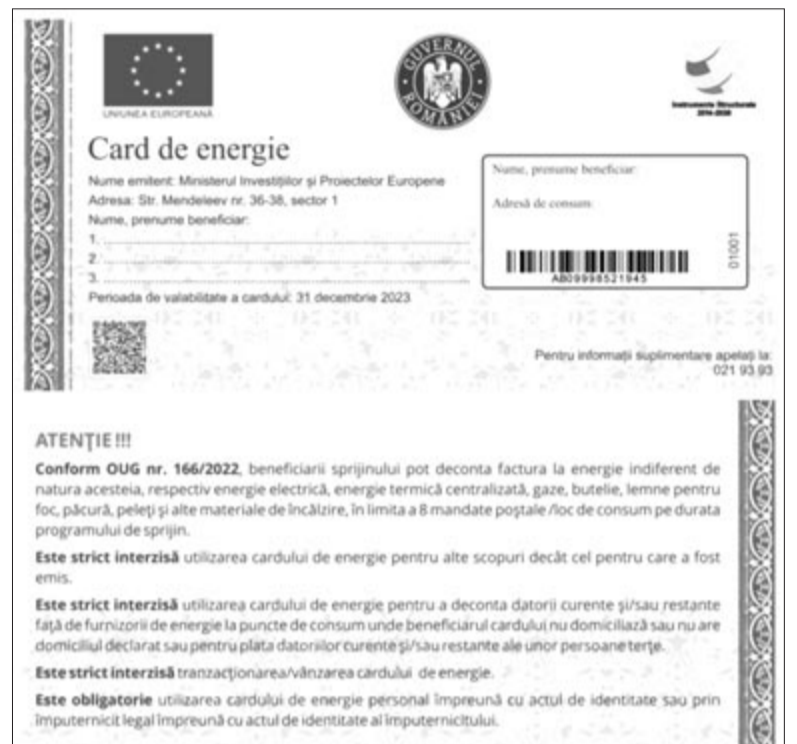 UNIUNEA EUROPEANĂ
GUVERNUL ROMÂNIEI
Instrumente Structurale
2014-2020
Card de energie
Nume emitent: Ministerul Investițiilor și Proiectelor Europene
Adresa: Str. Mendeleev nr. 36-38, sector 1
Nume, prenume beneficiar:
1.
2.
3.
Perioada de valabilitate a cardului: 31 decembrie 2023
Nume, prenume beneficiar:
Adresă de consum:
AB09998521945
01001
Pentru informații suplimentare apelați la:
021 93 93
ATENȚIE!!!
Conform OUG nr. 166/2022, beneficiarii sprijinului pot deconta factura la energie indiferent de
natura acesteia, respectiv energie electrică, energie termică centralizată, gaze, butelie, lemne pentru
foc, păcură, peleți și alte materiale de încălzire, în limita a 8 mandate poștale /loc de consum pe durata
programului de sprijin.
Este strict interzisă utilizarea cardului de energie pentru alte scopuri decât cel pentru care a fost
emis.
Este strict interzisă utilizarea cardului de energie pentru a deconta datorii curente și/sau restante
față de furnizorii de energie la puncte de consum unde beneficiarul cardului nu domiciliază sau nu are
domiciliul declarat sau pentru plata datoriilor curente și/sau restante ale unor persoane terțe.
Este strict interzisă tranzacționarea/vânzarea cardului de energie.
Este obligatorie utilizarea cardului de energie personal împreună cu actul de identitate sau prin
împuternicit legal împreună cu actul de identitate al împuternicitului.